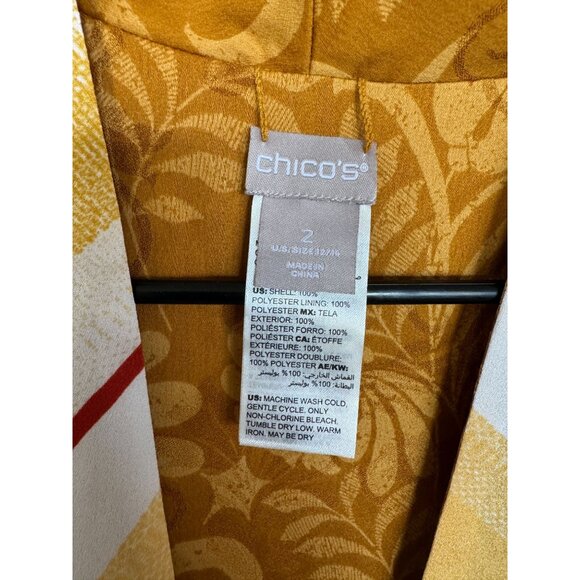 chico's®
2
U.S. SIZE 12/14
MADE IN
CHINA
US: SHELL: 100%
POLYESTER LINING: 100%
POLYESTER MX: TELA
EXTERIOR: 100%
POLIÉSTER FORRO: 100%
POLIÉSTER CA: ÉTOFFE
EXTÉRIEURE: 100%
POLYESTER DOUBLURE:
100% POLYESTER AE/KW:
القماش الخارجي: 100% بوليستر
البطانة: 100% بوليستر
US: MACHINE WASH COLD,
GENTLE CYCLE. ONLY
NON-CHLORINE BLEACH,
TUMBLE DRY LOW. WARM
IRON. MAY BE DRY